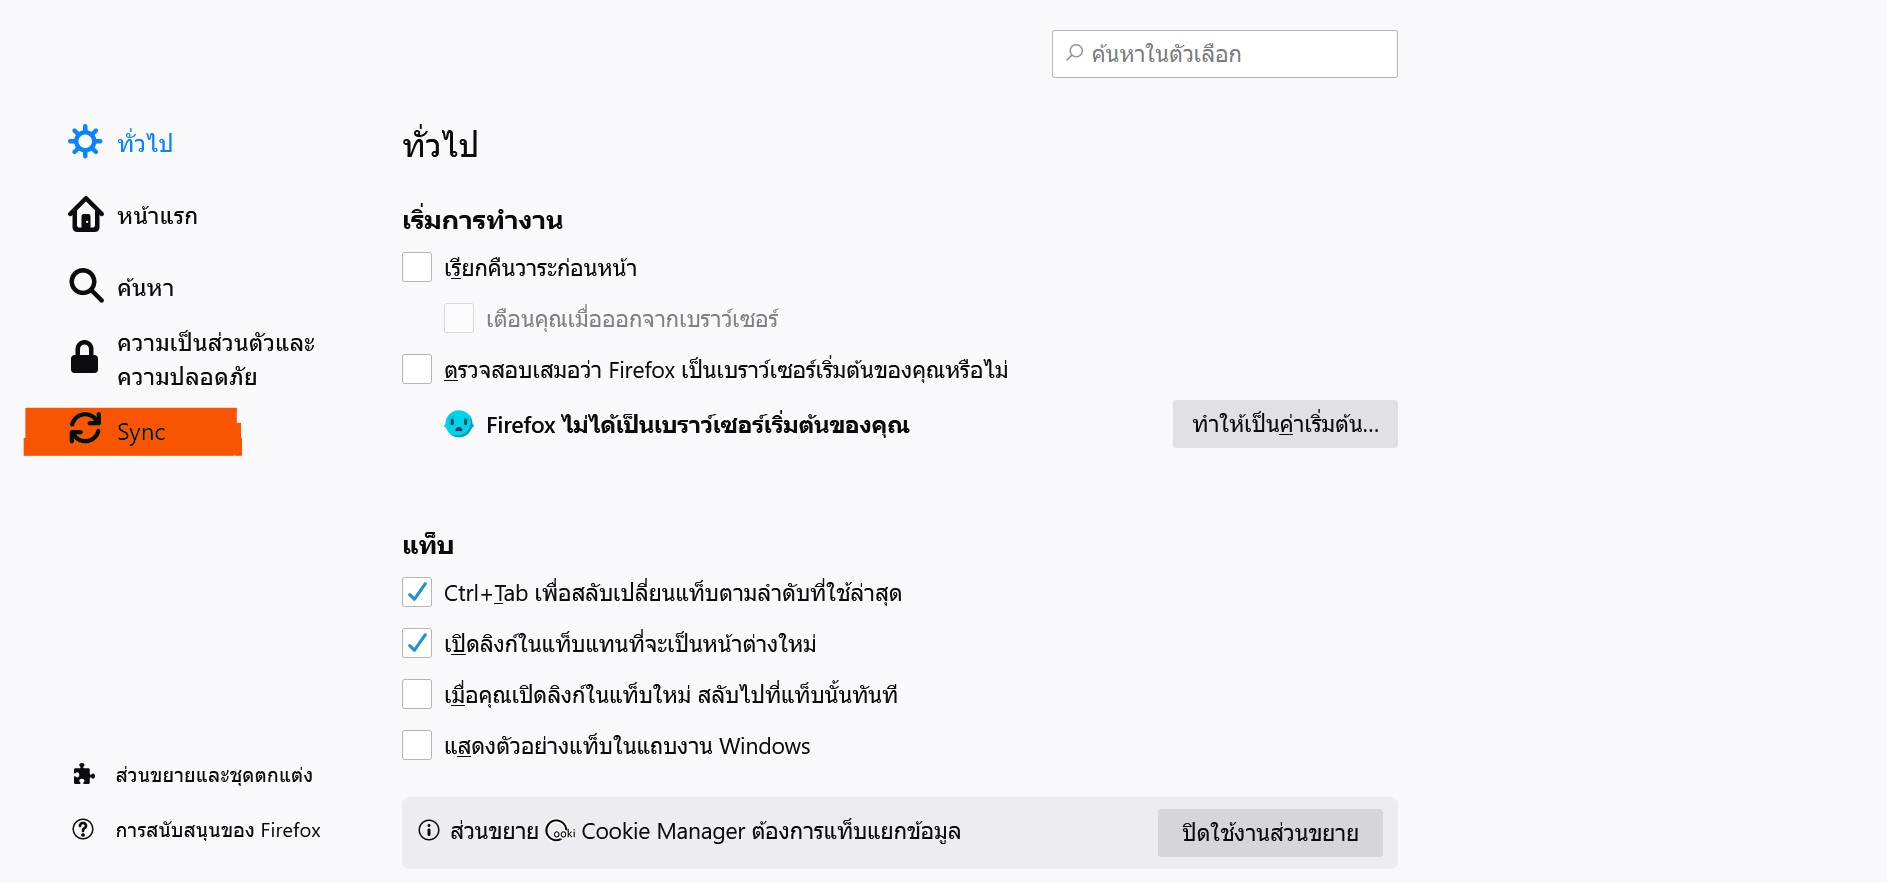 ค้นหาในตัวเลือก
ทั่วไป
หน้าแรก
ค้นหา
ความเป็นส่วนตัวและ
ความปลอดภัย
Sync
ส่วนขยายและชุดตกแต่ง
การสนับสนุนของ Firefox
ทั่วไป
เริ่มการทำงาน
เรียกคืนวาระก่อนหน้า
เตือนคุณเมื่อออกจากเบราว์เซอร์
ตรวจสอบเสมอว่า Firefox เป็นเบราว์เซอร์เริ่มต้นของคุณหรือไม่
Firefox ไม่ได้เป็นเบราว์เซอร์เริ่มต้นของคุณ
ทำให้เป็นค่าเริ่มต้น...
แท็บ
Ctrl+Tab เพื่อสลับเปลี่ยนแท็บตามลำดับที่ใช้ล่าสุด
เปิดลิงก์ในแท็บแทนที่จะเป็นหน้าต่างใหม่
เมื่อคุณเปิดลิงก์ในแท็บใหม่ สลับไปที่แท็บนั้นทันที
แสดงตัวอย่างแท็บในแถบงาน Windows
ส่วนขยาย Cooki Cookie Manager ต้องการแท็บแยกข้อมูล
ปิดใช้งานส่วนขยาย